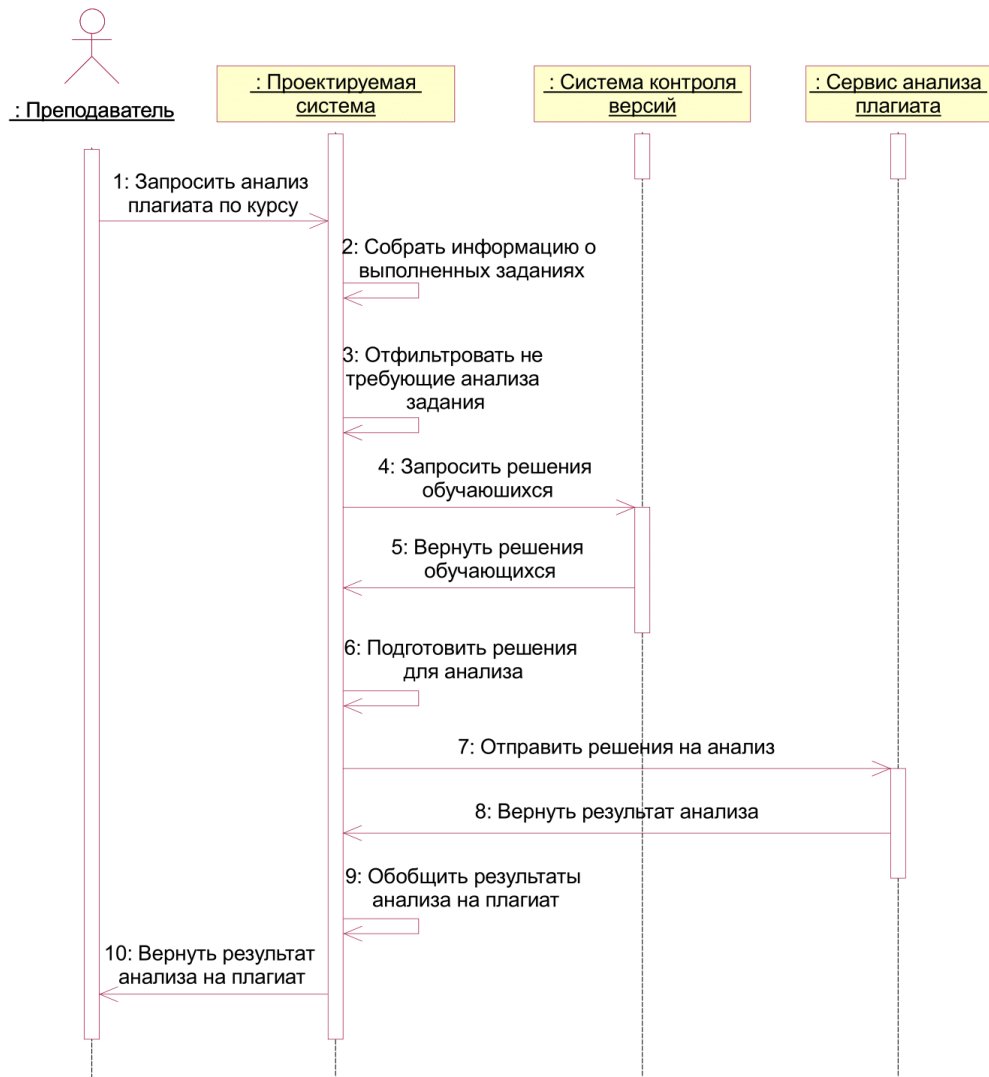 : Преподаватель
: Проектируемая
система
: Система контроля
версий
: Сервис анализа
плагиата
1: Запросить анализ
плагиата по курсу
2: Собрать информацию о
выполненных заданиях
3: Отфильтровать не
требующие анализа
задания
4: Запросить решения
обучаюшихся
5: Вернуть решения
обучающихся
6: Подготовить решения
для анализа
7: Отправить решения на анализ
8: Вернуть результат анализа
9: Обобщить результаты
анализа на плагиат
10: Вернуть результат
анализа на плагиат